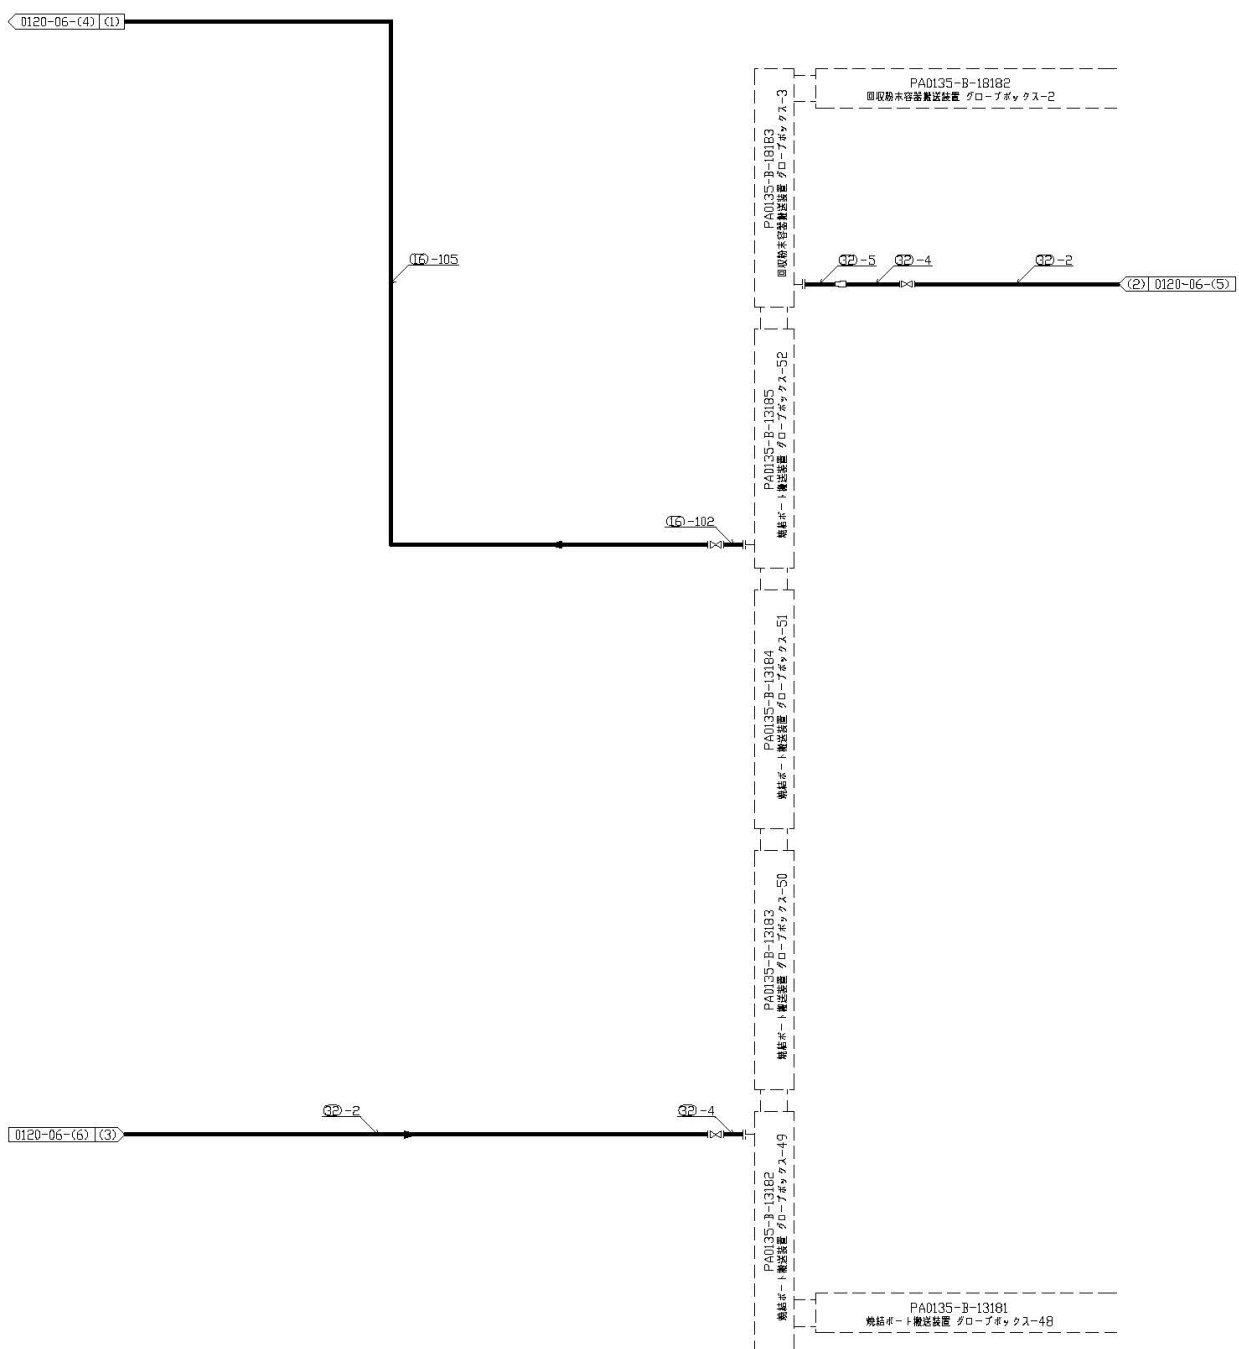 0120-06-(4) (1)
PA0135-B-18182
回収粉末容器搬送装置 グローブボックス-2
PA0135-B-18183
回収粉末容器搬送装置 グローブボックス-3
⑯-105
㉜-5
㉜-4
㉜-2
(2) 0120-06-(5)
PA0135-B-13185
焼結ボート搬送装置 グローブボックス-52
⑯-102
PA0135-B-13184
焼結ボート搬送装置 グローブボックス-51
PA0135-B-13183
焼結ボート搬送装置 グローブボックス-50
㉜-2
㉜-4
0120-06-(6) (3)
PA0135-B-13182
焼結ボート搬送装置 グローブボックス-49
PA0135-B-13181
焼結ボート搬送装置 グローブボックス-48